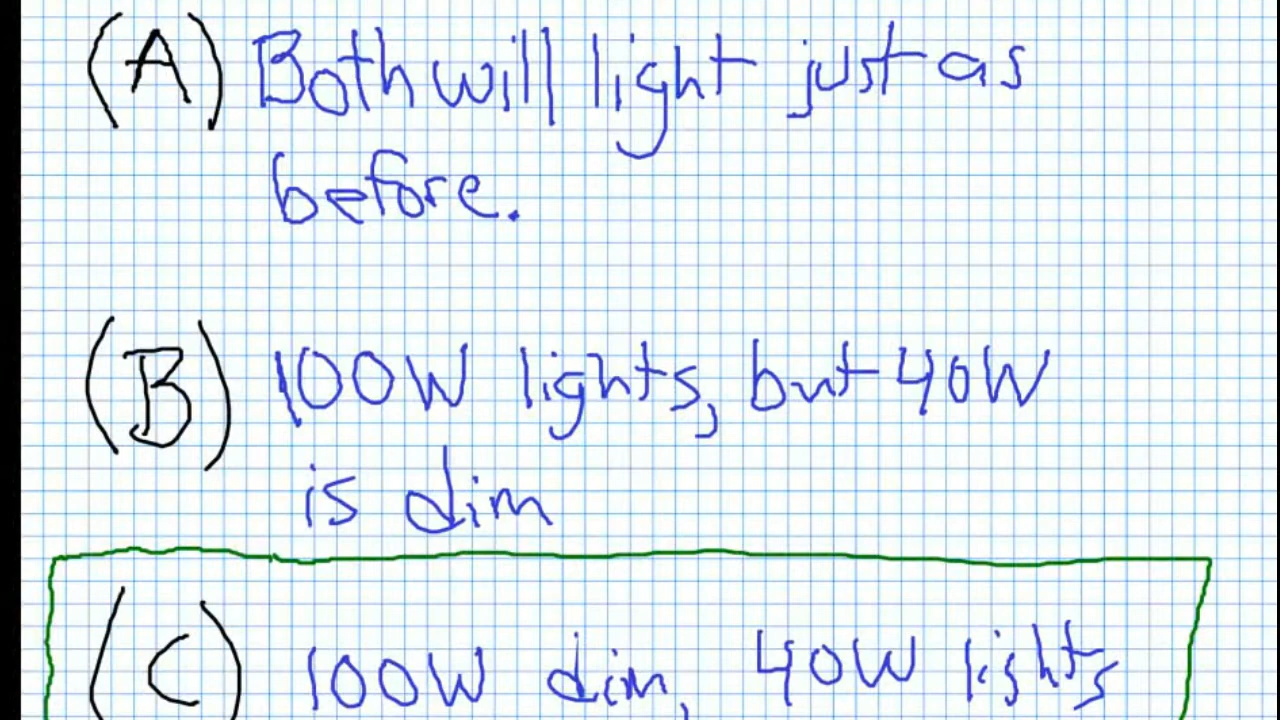 (A) Both will light just as
before.
(B) 100W lights, but 40W
is dim
(C) 100W dim, 40W lights